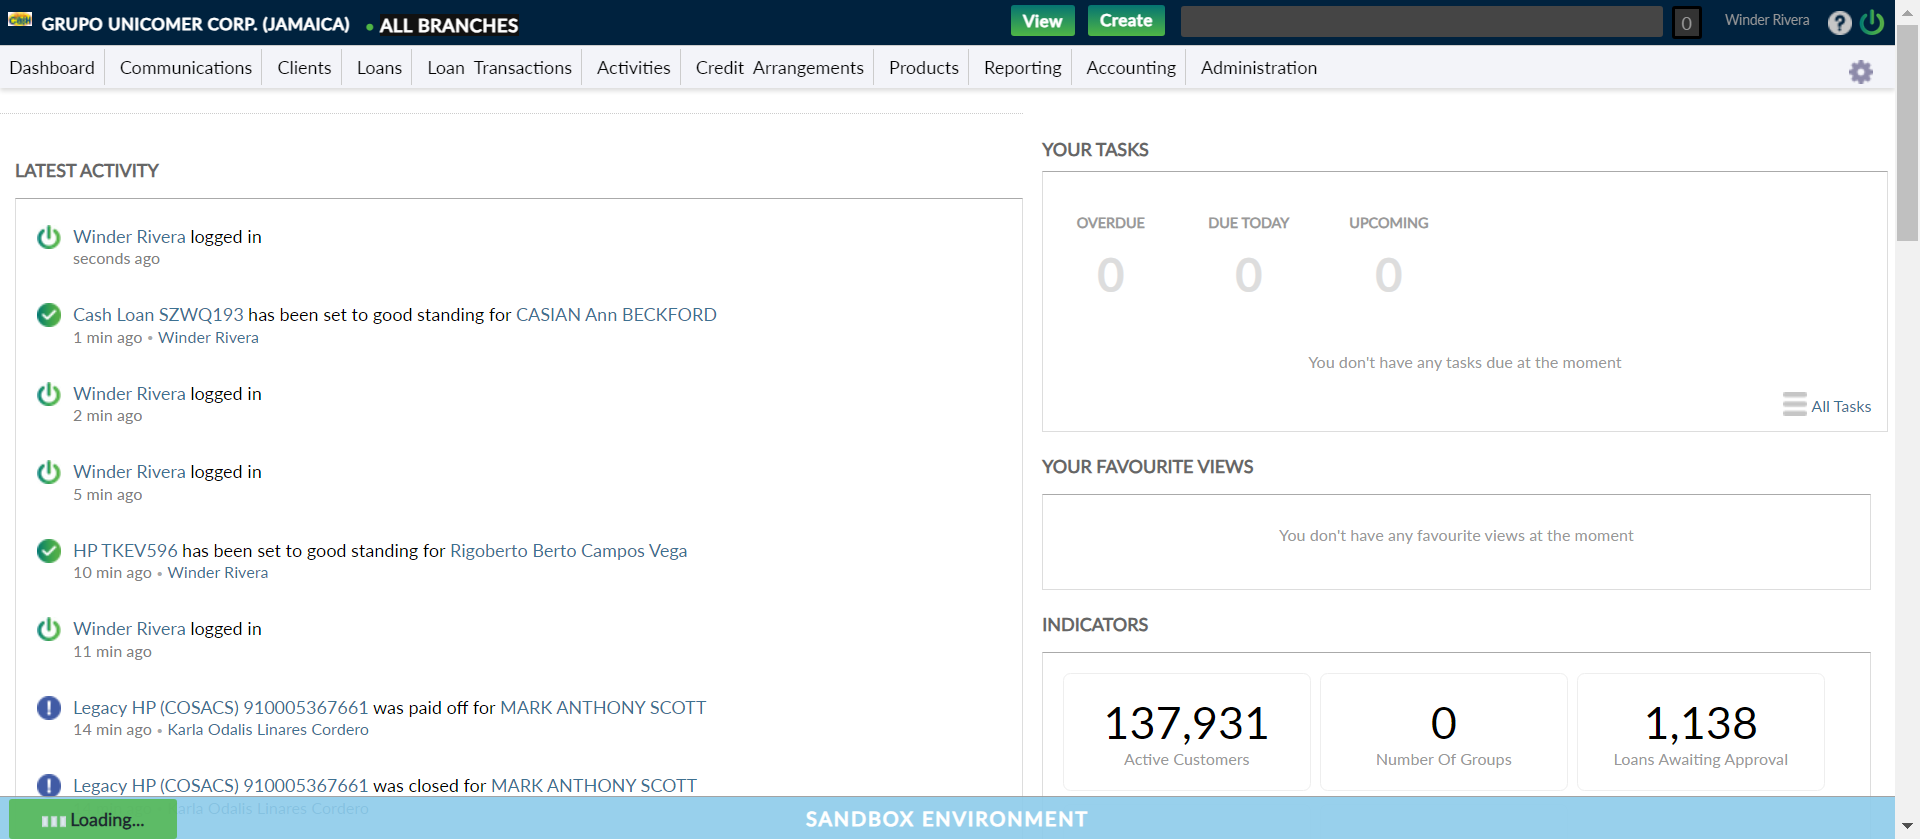 Cash GRUPO UNICOMER CORP. (JAMAICA) • ALL BRANCHES View Create 0 Winder Rivera ?
Dashboard Communications Clients Loans Loan Transactions Activities Credit Arrangements Products Reporting Accounting Administration
LATEST ACTIVITY
Winder Rivera logged in
seconds ago
Cash Loan SZWQ193 has been set to good standing for CASIAN Ann BECKFORD
1 min ago • Winder Rivera
Winder Rivera logged in
2 min ago
Winder Rivera logged in
5 min ago
HP TKEV596 has been set to good standing for Rigoberto Berto Campos Vega
10 min ago • Winder Rivera
Winder Rivera logged in
11 min ago
Legacy HP (COSACS) 910005367661 was paid off for MARK ANTHONY SCOTT
14 min ago • Karla Odalis Linares Cordero
Legacy HP (COSACS) 910005367661 was closed for MARK ANTHONY SCOTT
Odalis Linares Cordero
YOUR TASKS
OVERDUE DUE TODAY UPCOMING
0 0 0
You don't have any tasks due at the moment
All Tasks
YOUR FAVOURITE VIEWS
You don't have any favourite views at the moment
INDICATORS
137,931 0 1,138
Active Customers Number Of Groups Loans Awaiting Approval
Loading...
SANDBOX ENVIRONMENT